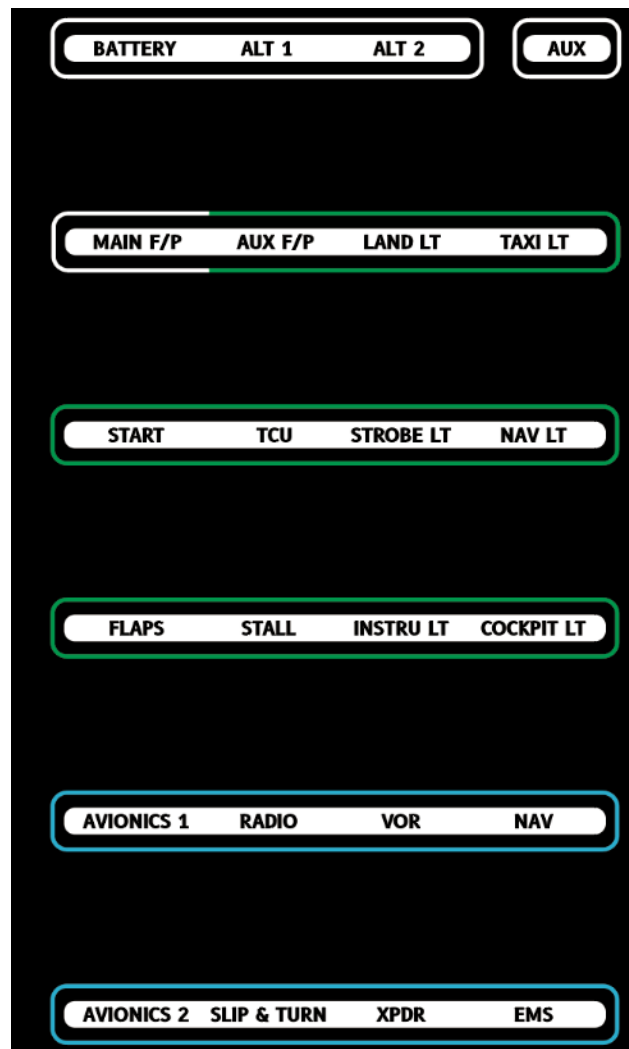 BATTERY ALT 1 ALT 2 AUX
MAIN F/P AUX F/P LAND LT TAXI LT
START TCU STROBE LT NAV LT
FLAPS STALL INSTRU LT COCKPIT LT
AVIONICS 1 RADIO VOR NAV
AVIONICS 2 SLIP & TURN XPDR EMS